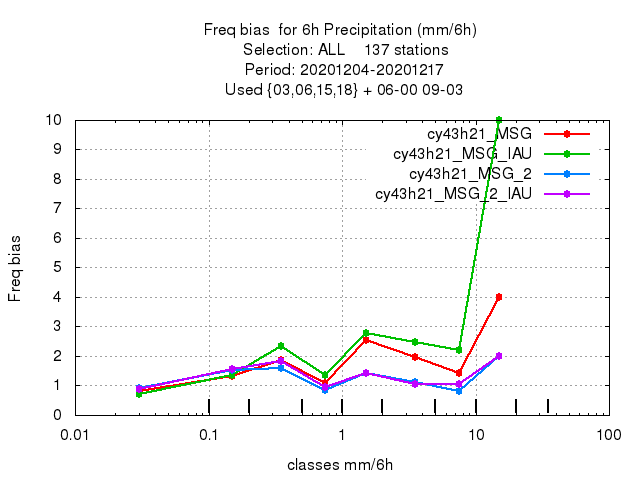 Freq bias  for 6h Precipitation (mm/6h)
Selection: ALL    137 stations
Period: 20201204-20201217
Used {03,06,15,18} + 06-00 09-03
cy43h21_MSG
cy43h21_MSG_IAU
cy43h21_MSG_2
cy43h21_MSG_2_IAU
10
9
8
7
6
5
4
3
2
1
0
Freq bias
0.01 0.1 1 10 100
classes mm/6h